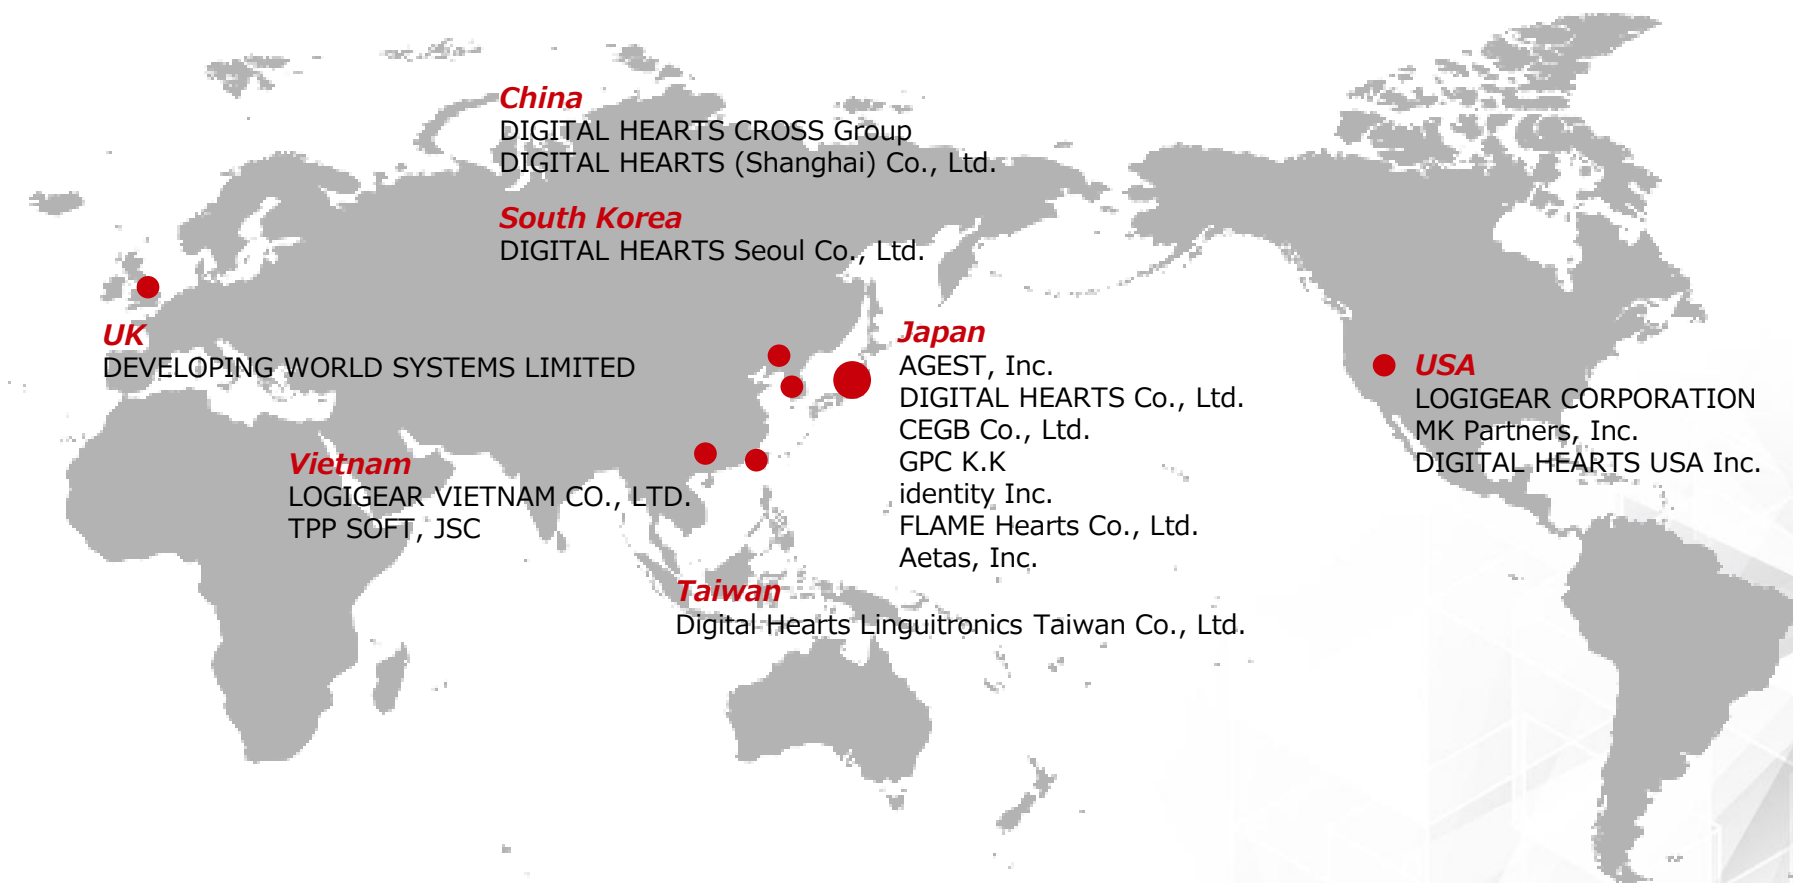 China
DIGITAL HEARTS CROSS Group
DIGITAL HEARTS (Shanghai) Co., Ltd.
South Korea
DIGITAL HEARTS Seoul Co., Ltd.
UK
DEVELOPING WORLD SYSTEMS LIMITED
Vietnam
LOGIGEAR VIETNAM CO., LTD.
TPP SOFT, JSC
Japan
AGEST, Inc.
DIGITAL HEARTS Co., Ltd.
CEGB Co., Ltd.
GPC K.K
identity Inc.
FLAME Hearts Co., Ltd.
Aetas, Inc.
Taiwan
Digital Hearts Linguitronics Taiwan Co., Ltd.
USA
LOGIGEAR CORPORATION
MK Partners, Inc.
DIGITAL HEARTS USA Inc.